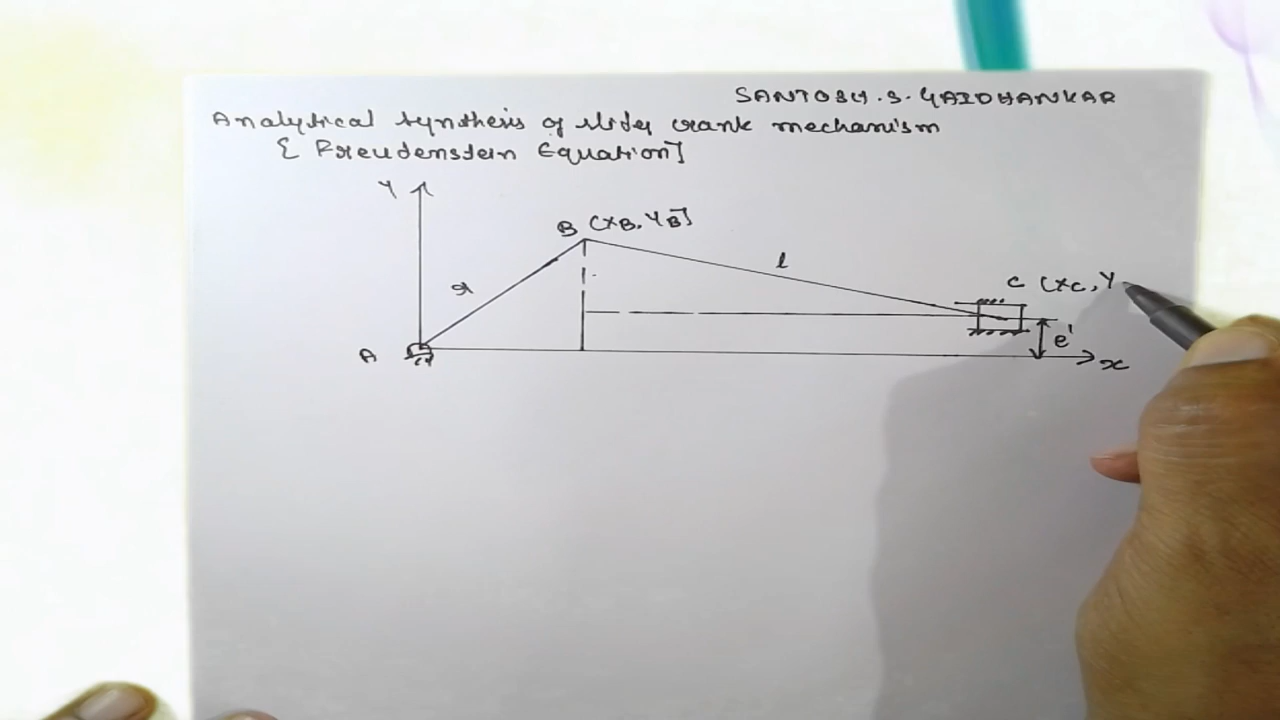 SANTOSH.S.GAIDHANKAR
Analytical synthesis of slider crank mechanism
[Freudenstein Equation]
Y
B (XB, YB]
l
r
C (XC, Y
A
e'
x